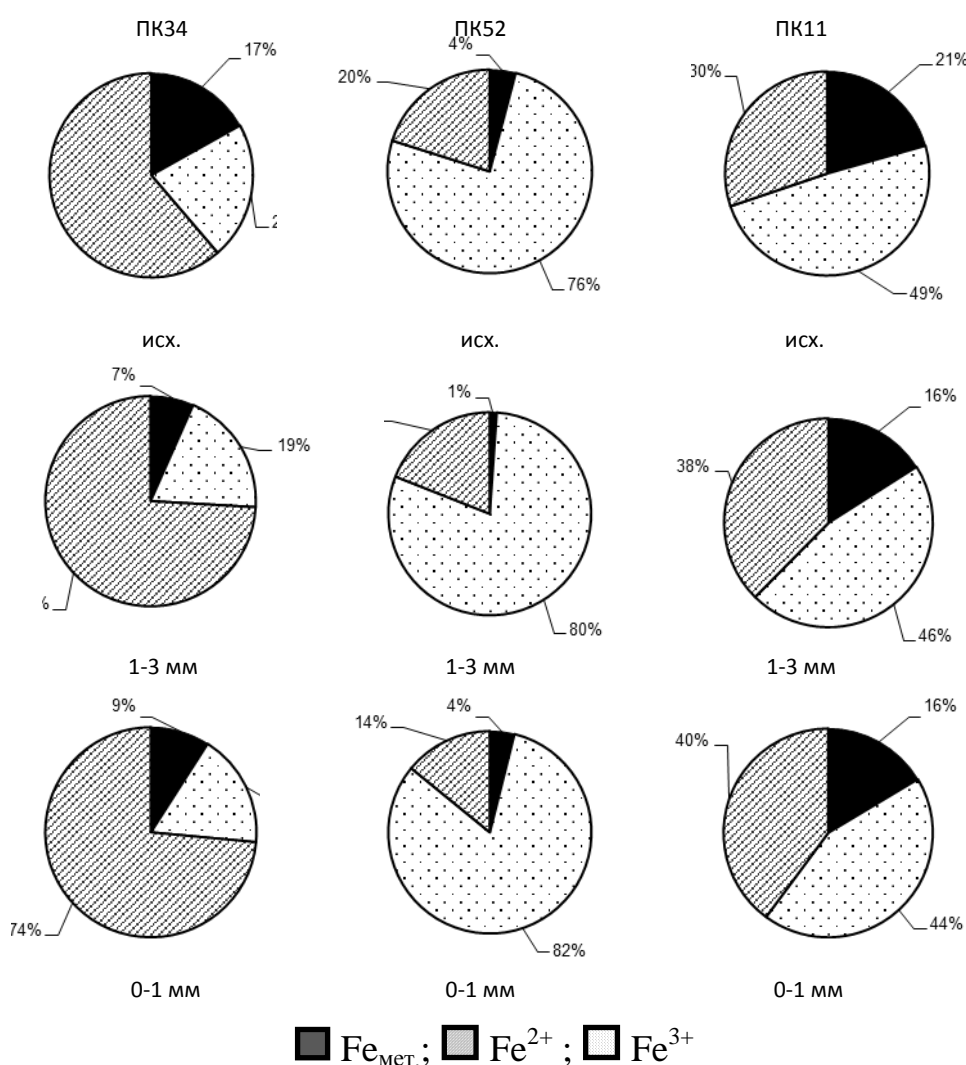 ПК34 ПК52 ПК11
17% 4% 20% 76% 30% 21% 49%
исх. исх. исх.
7% 19% % 1% 80% 16% 38% 46%
1-3 мм 1-3 мм 1-3 мм
9% 74% 4% 14% 82% 16% 40% 44%
0-1 мм 0-1 мм 0-1 мм
Feмет.; Fe2+ ; Fe3+